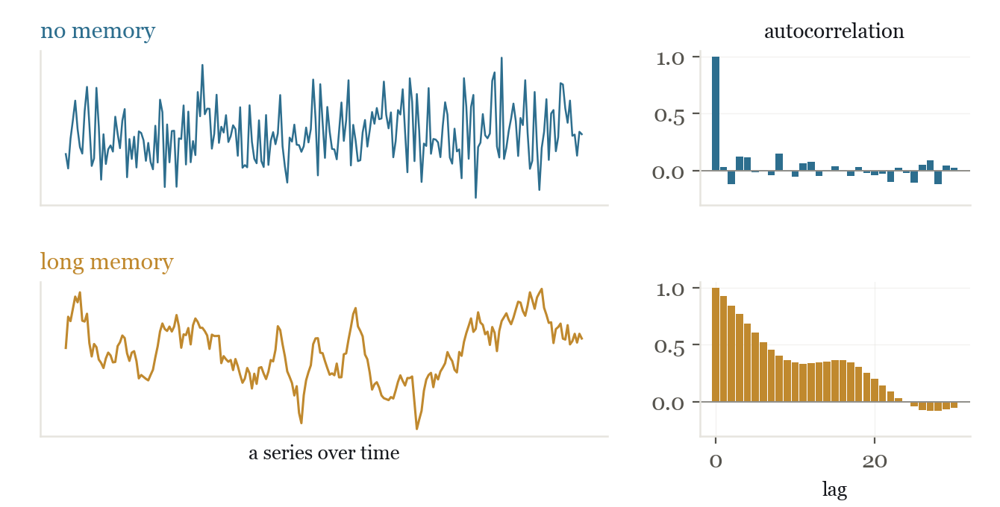 no memory
autocorrelation
1.0
0.5
0.0
long memory
1.0
0.5
0.0
0 20
a series over time
lag